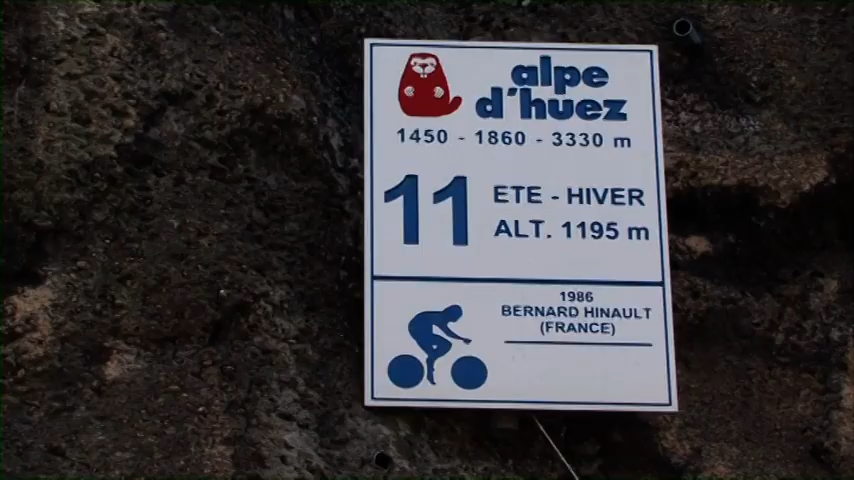 alpe
d'huez
1450 - 1860 - 3330 m
11
ETE - HIVER
ALT. 1195 m
1986
BERNARD HINAULT
(FRANCE)